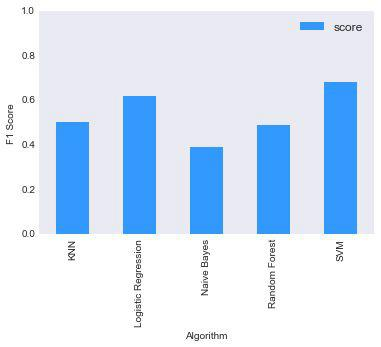 1.0
score
0.8
0.6
F1 Score
0.4
0.2
0.0
KNN
Logistic Regression
Naive Bayes
Random Forest
SVM
Algorithm